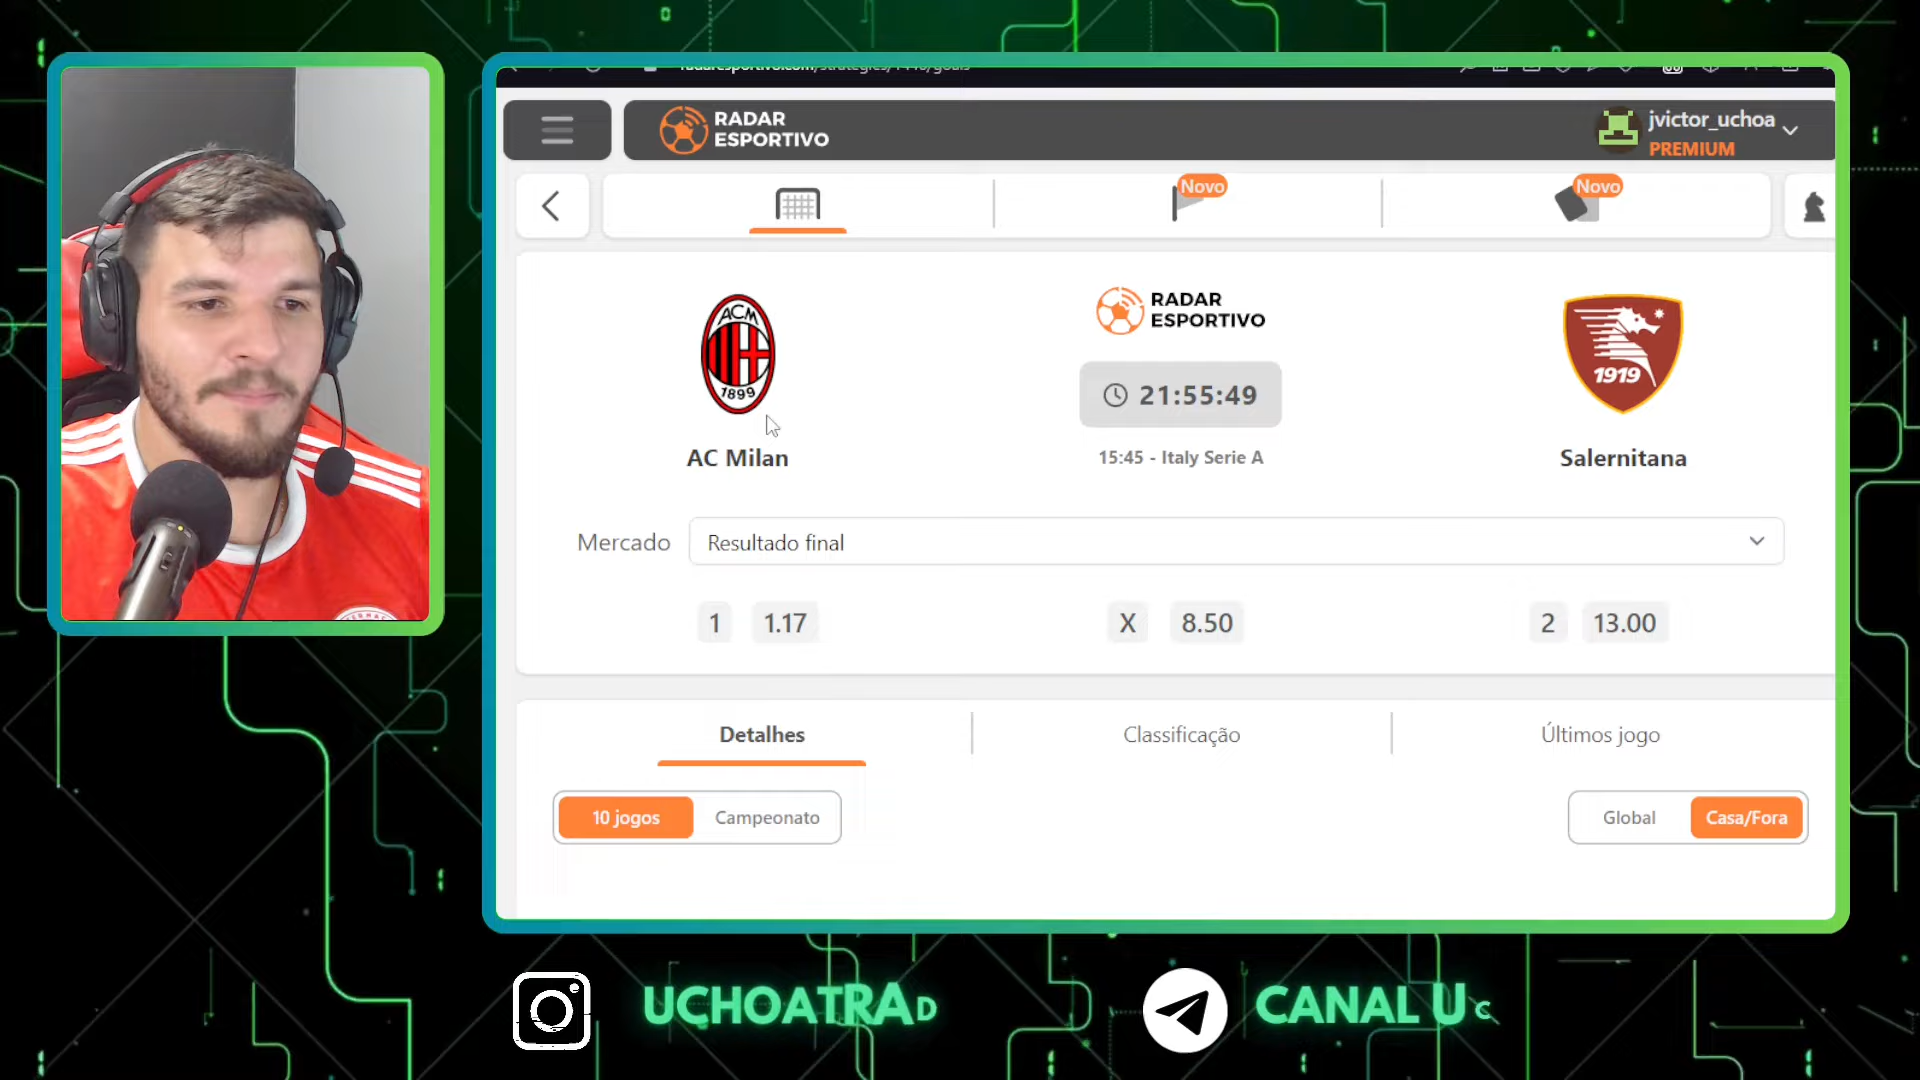 RADAR
ESPORTIVO
jvictor_uchoa
PREMIUM
Novo
Novo
ACM
1899
RADAR
ESPORTIVO
1919
21:55:49
AC Milan
15:45 - Italy Serie A
Salernitana
Mercado
Resultado final
1 1.17
X 8.50
2 13.00
Detalhes
Classificação
Últimos jogo
10 jogos
Campeonato
Global
Casa/Fora
UCHOATRAD
CANAL UC